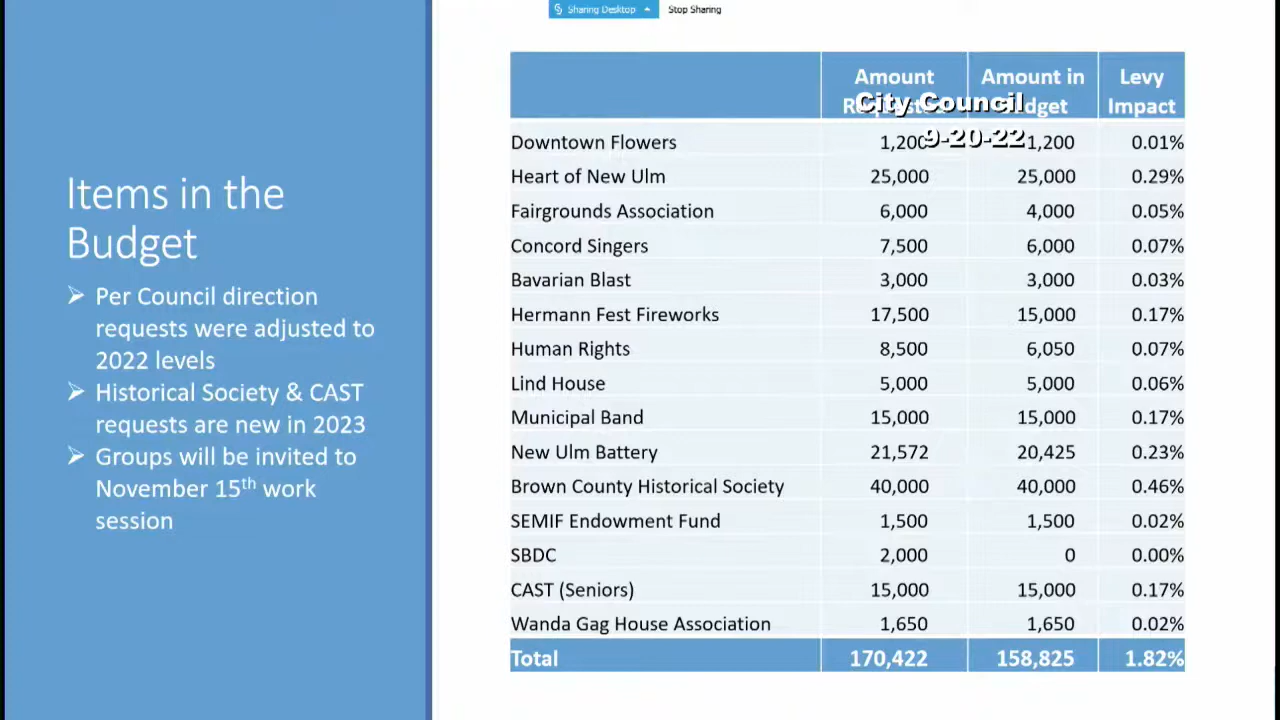 Sharing Desktop Stop Sharing
Items in the
Budget
Per Council direction
requests were adjusted to
2022 levels
Historical Society & CAST
requests are new in 2023
Groups will be invited to
November 15th work
session
Amount Amount in Levy
Impact
City Council
9-20-22
Downtown Flowers 1,200 1,200 0.01%
Heart of New Ulm 25,000 25,000 0.29%
Fairgrounds Association 6,000 4,000 0.05%
Concord Singers 7,500 6,000 0.07%
Bavarian Blast 3,000 3,000 0.03%
Hermann Fest Fireworks 17,500 15,000 0.17%
Human Rights 8,500 6,050 0.07%
Lind House 5,000 5,000 0.06%
Municipal Band 15,000 15,000 0.17%
New Ulm Battery 21,572 20,425 0.23%
Brown County Historical Society 40,000 40,000 0.46%
SEMIF Endowment Fund 1,500 1,500 0.02%
SBDC 2,000 0 0.00%
CAST (Seniors) 15,000 15,000 0.17%
Wanda Gag House Association 1,650 1,650 0.02%
Total 170,422 158,825 1.82%